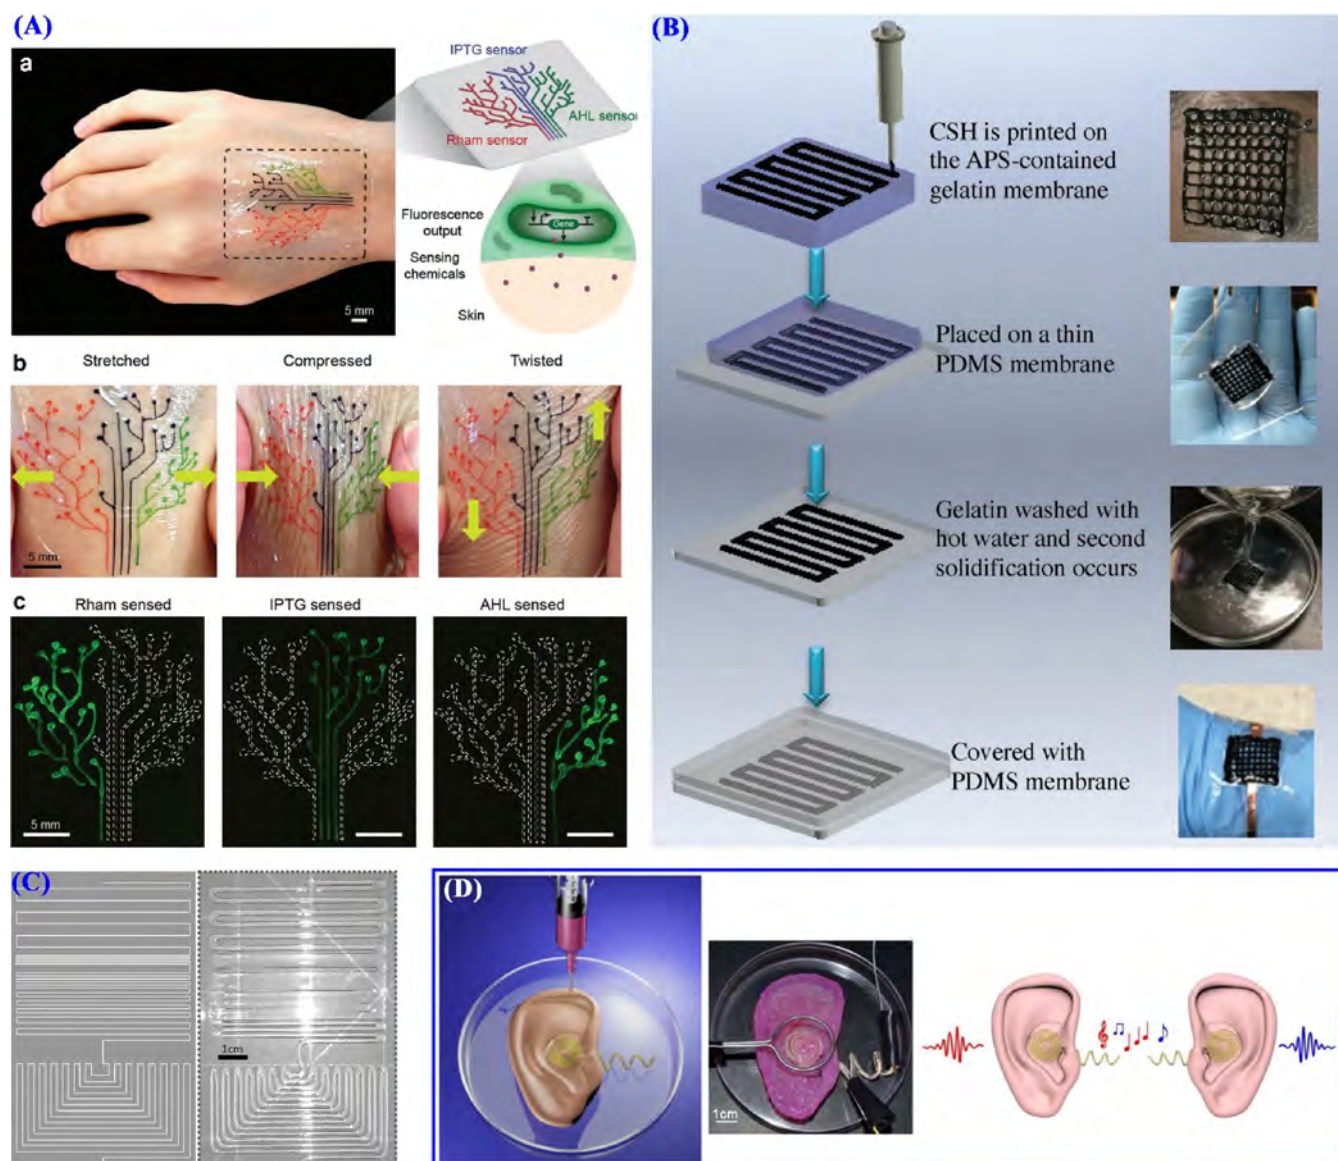 (A)
a
IPTG sensor
AHL sensor
Rham sensor
Fluorescence
output
Gene
Sensing
chemicals
Skin
5 mm
b
Stretched
Compressed
Twisted
5 mm
c
Rham sensed
IPTG sensed
AHL sensed
5 mm
(B)
CSH is printed on
the APS-contained
gelatin membrane
Placed on a thin
PDMS membrane
Gelatin washed with
hot water and second
solidification occurs
Covered with
PDMS membrane
(C)
1cm
(D)
1cm